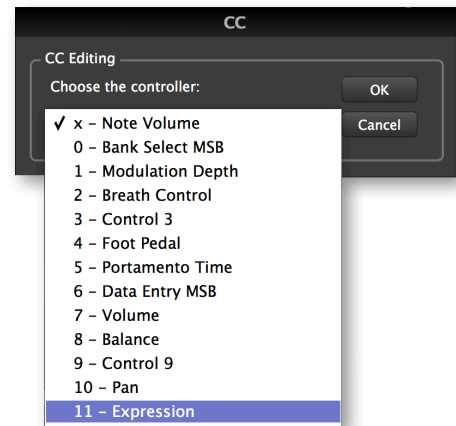 CC
CC Editing
Choose the controller:
OK
✓ x – Note Volume
Cancel
0 – Bank Select MSB
1 – Modulation Depth
2 – Breath Control
3 – Control 3
4 – Foot Pedal
5 – Portamento Time
6 – Data Entry MSB
7 – Volume
8 – Balance
9 – Control 9
10 – Pan
11 – Expression